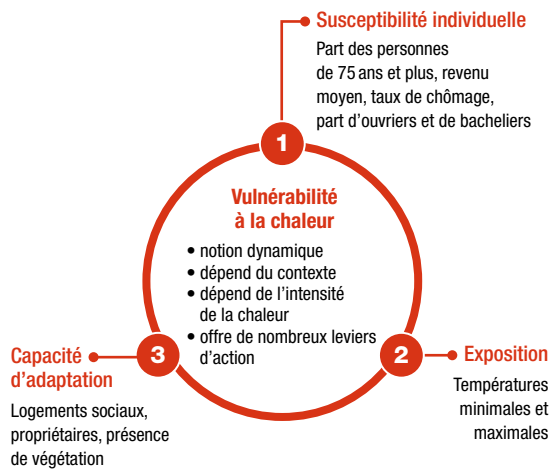 Susceptibilité individuelle
Part des personnes
de 75 ans et plus, revenu
moyen, taux de chômage,
part d'ouvriers et de bacheliers
1
Vulnérabilité
à la chaleur
• notion dynamique
• dépend du contexte
• dépend de l'intensité
de la chaleur
• offre de nombreux leviers
d'action
2
Exposition
Températures
minimales et
maximales
3
Capacité
d'adaptation
Logements sociaux,
propriétaires, présence
de végétation